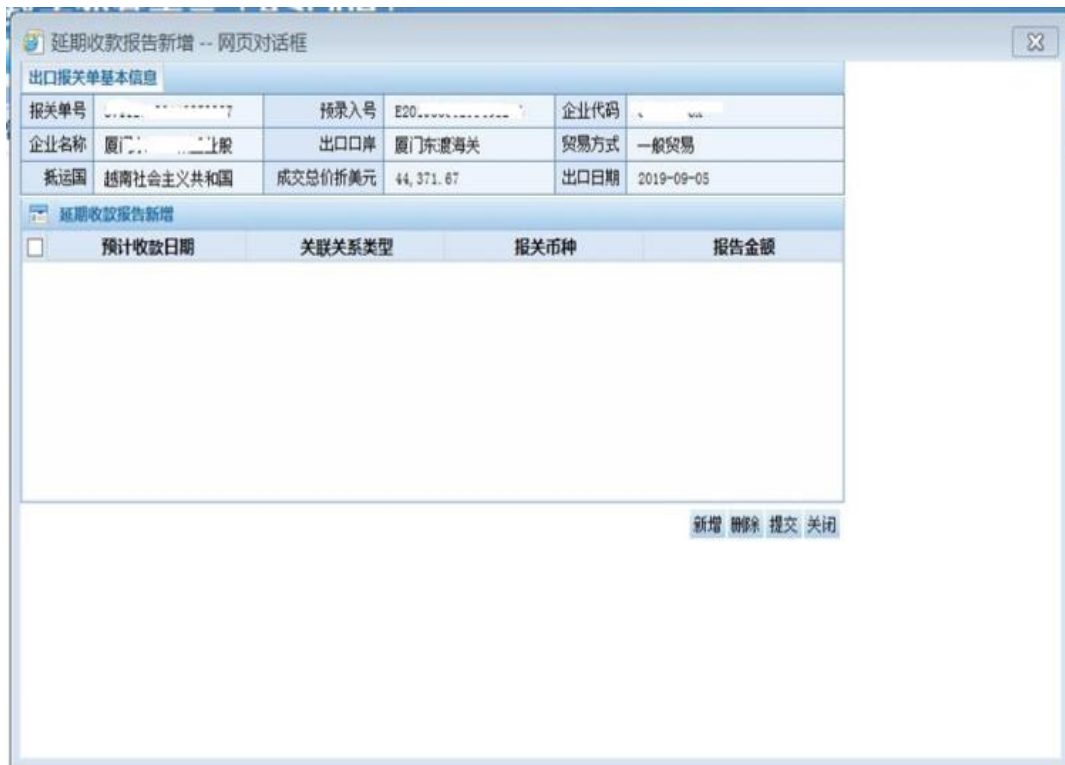 延期收款报告新增 -- 网页对话框
出口报关单基本信息
报关单号 预录入号 企业代码
企业名称 厦门 出口口岸 厦门东渡海关 贸易方式 一般贸易
抵运国 越南社会主义共和国 成交总价折美元 44,371.67 出口日期 2019-09-05
延期收款报告新增
预计收款日期 关联关系类型 报关币种 报告金额
新增 删除 提交 关闭